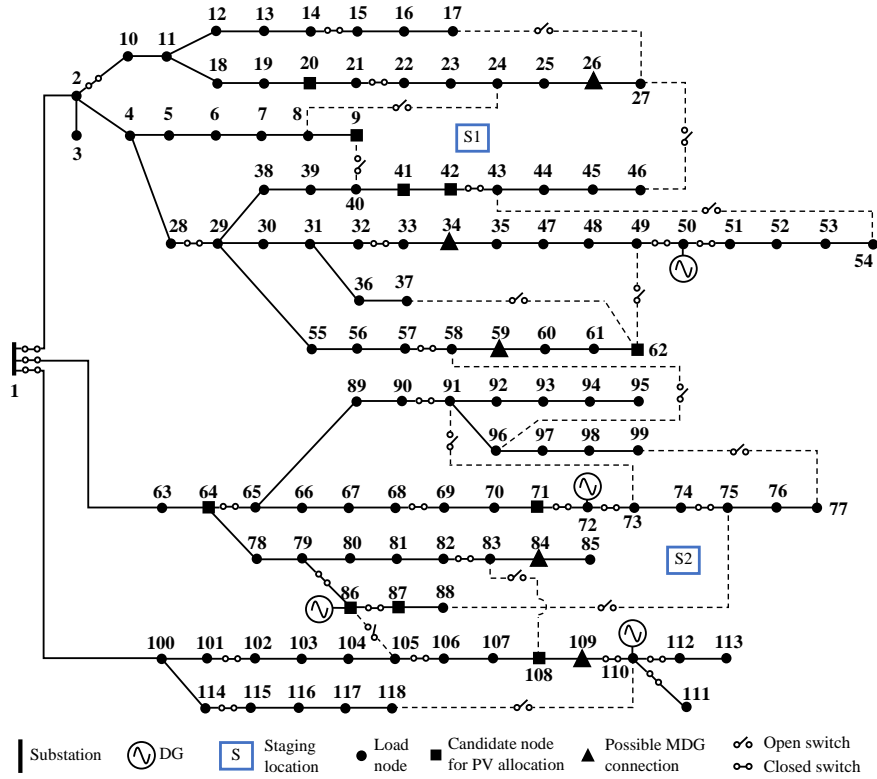 12 13 14 15 16 17
10 11
18 19 20 21 22 23 24 25 26 27
2
4 5 6 7 8 9 S1
3
38 39 41 42 43 44 45 46
40
28 29 30 31 32 33 34 35 47 48 49 50 51 52 53
54
36 37
55 56 57 58 59 60 61 62
1
89 90 91 92 93 94 95
96 97 98 99
63 64 65 66 67 68 69 70 71 74 75 76
72 73 77
78 79 80 81 82 83 84 85 S2
86 87 88
100 101 102 103 104 105 106 107 109 112 113
108 110
111
114 115 116 117 118
Substation DG S Staging location Load node Candidate node for PV allocation Possible MDG connection Open switch
Closed switch